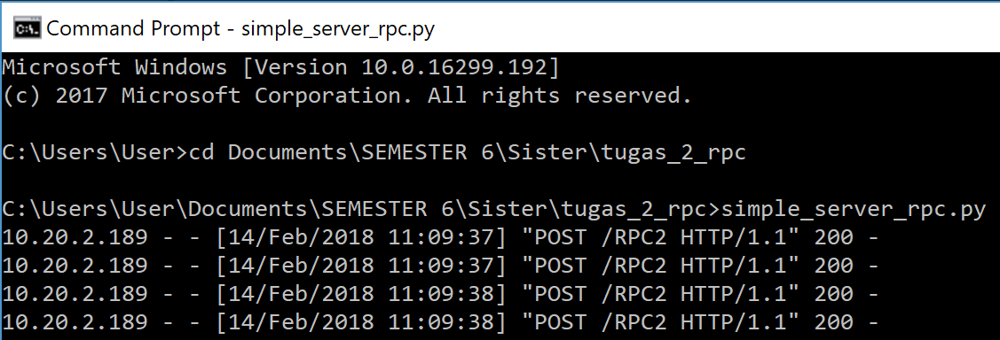 Command Prompt - simple_server_rpc.py
Microsoft Windows [Version 10.0.16299.192]
(c) 2017 Microsoft Corporation. All rights reserved.
C:\Users\User>cd Documents\SEMESTER 6\Sister\tugas_2_rpc
C:\Users\User\Documents\SEMESTER 6\Sister\tugas_2_rpc>simple_server_rpc.py
10.20.2.189 - - [14/Feb/2018 11:09:37] "POST /RPC2 HTTP/1.1" 200 -
10.20.2.189 - - [14/Feb/2018 11:09:37] "POST /RPC2 HTTP/1.1" 200 -
10.20.2.189 - - [14/Feb/2018 11:09:38] "POST /RPC2 HTTP/1.1" 200 -
10.20.2.189 - - [14/Feb/2018 11:09:38] "POST /RPC2 HTTP/1.1" 200 -